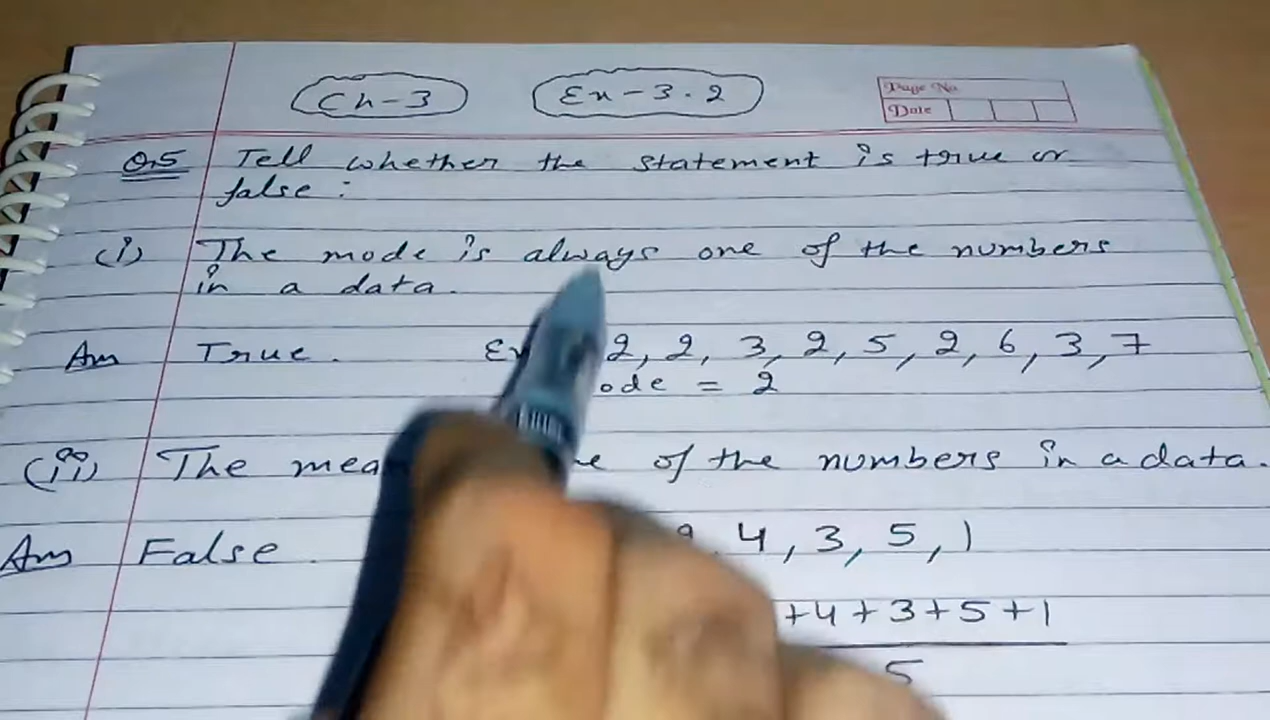 Ch-3 Ex-3.2
Page No.
Date
Q.5 Tell whether the statement is true or
false:
(i) The mode is always one of the numbers
in a data.
Ans True. 2, 2, 3, 2, 5, 2, 6, 3, 7
ode = 2
(ii) The of the numbers in a data.
Ans False. 4, 3, 5, 1
+4+3+5+1
5